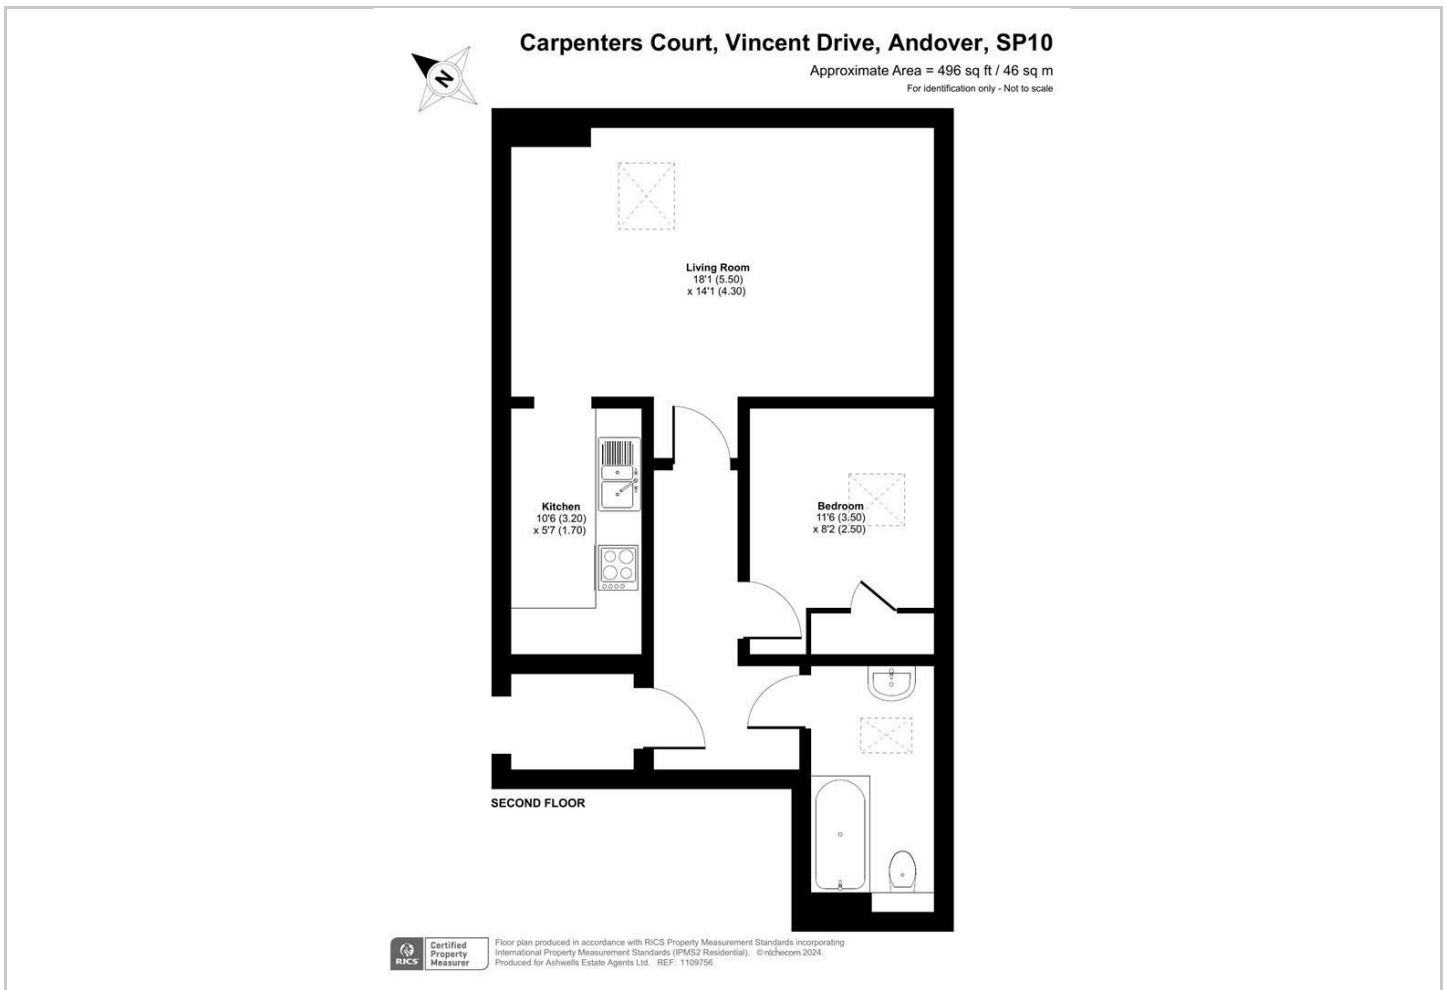 Carpenters Court, Vincent Drive, Andover, SP10
Approximate Area = 496 sq ft / 46 sq m
For identification only - Not to scale
N
Living Room
18'1 (5.50)
x 14'1 (4.30)
Kitchen
10'6 (3.20)
x 5'7 (1.70)
Bedroom
11'6 (3.50)
x 8'2 (2.50)
SECOND FLOOR
RICS
Certified
Property
Measurer
Floor plan produced in accordance with RICS Property Measurement Standards incorporating
International Property Measurement Standards (IPMS2 Residential). © nichecom 2024.
Produced for Ashwells Estate Agents Ltd. REF: 1109756